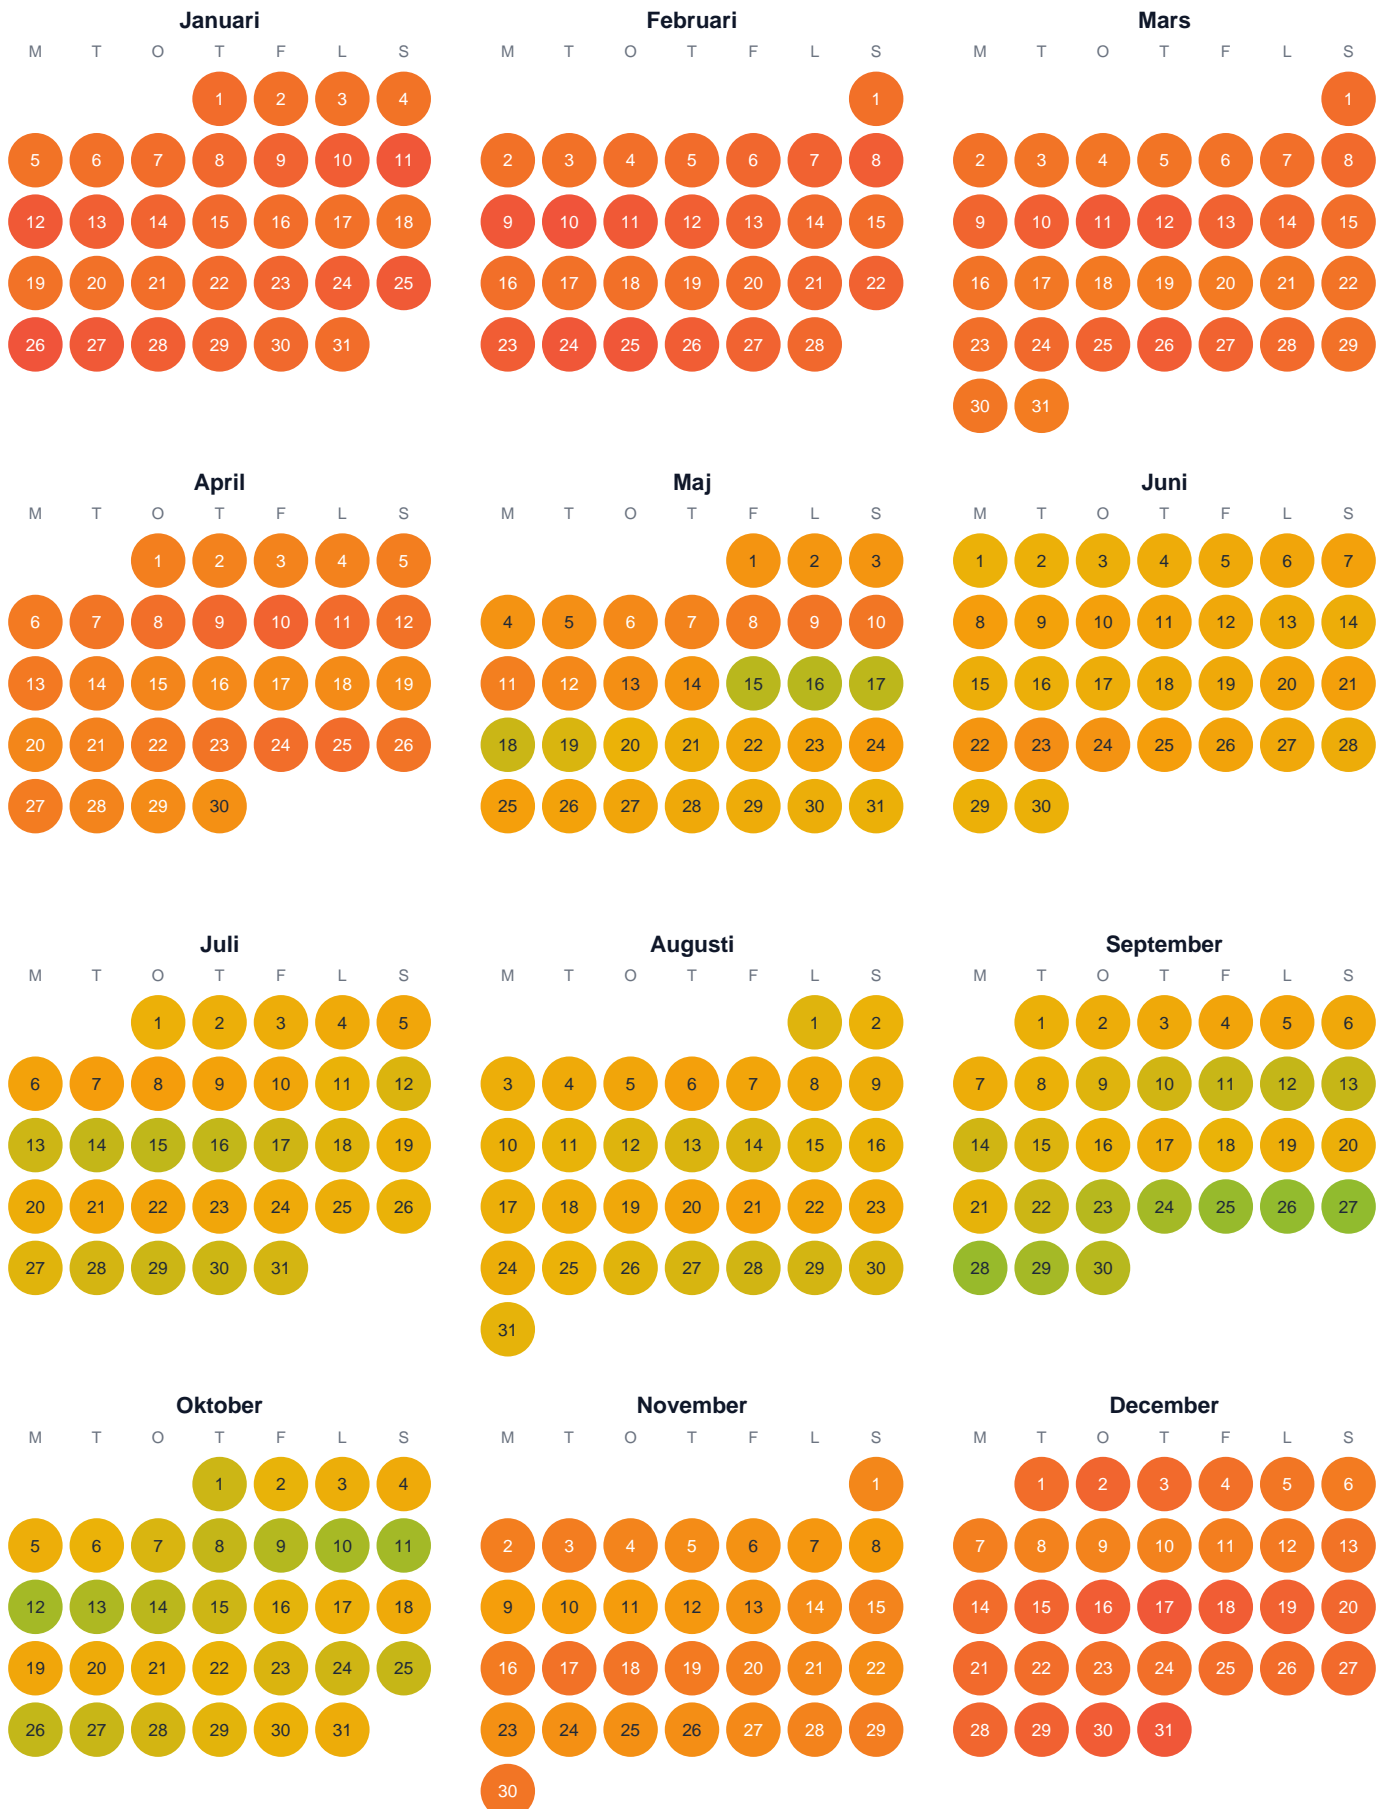 Januari Februari Mars
M T O T F L S M T O T F L S M T O T F L S
1 2 3 4 1 1
5 6 7 8 9 10 11 2 3 4 5 6 7 8 2 3 4 5 6 7 8
12 13 14 15 16 17 18 9 10 11 12 13 14 15 9 10 11 12 13 14 15
19 20 21 22 23 24 25 16 17 18 19 20 21 22 16 17 18 19 20 21 22
26 27 28 29 30 31 23 24 25 26 27 28 23 24 25 26 27 28 29
30 31
April Maj Juni
M T O T F L S M T O T F L S M T O T F L S
1 2 3 4 5 1 2 3 1 2 3 4 5 6 7
6 7 8 9 10 11 12 4 5 6 7 8 9 10 8 9 10 11 12 13 14
13 14 15 16 17 18 19 11 12 13 14 15 16 17 15 16 17 18 19 20 21
20 21 22 23 24 25 26 18 19 20 21 22 23 24 22 23 24 25 26 27 28
27 28 29 30 25 26 27 28 29 30 31 29 30
Juli Augusti September
M T O T F L S M T O T F L S M T O T F L S
1 2 3 4 5 1 2 1 2 3 4 5 6
6 7 8 9 10 11 12 3 4 5 6 7 8 9 7 8 9 10 11 12 13
13 14 15 16 17 18 19 10 11 12 13 14 15 16 14 15 16 17 18 19 20
20 21 22 23 24 25 26 17 18 19 20 21 22 23 21 22 23 24 25 26 27
27 28 29 30 31 24 25 26 27 28 29 30 28 29 30
31
Oktober November December
M T O T F L S M T O T F L S M T O T F L S
1 2 3 4 1 1 2 3 4 5 6
5 6 7 8 9 10 11 2 3 4 5 6 7 8 7 8 9 10 11 12 13
12 13 14 15 16 17 18 9 10 11 12 13 14 15 14 15 16 17 18 19 20
19 20 21 22 23 24 25 16 17 18 19 20 21 22 21 22 23 24 25 26 27
26 27 28 29 30 31 23 24 25 26 27 28 29 28 29 30 31
30